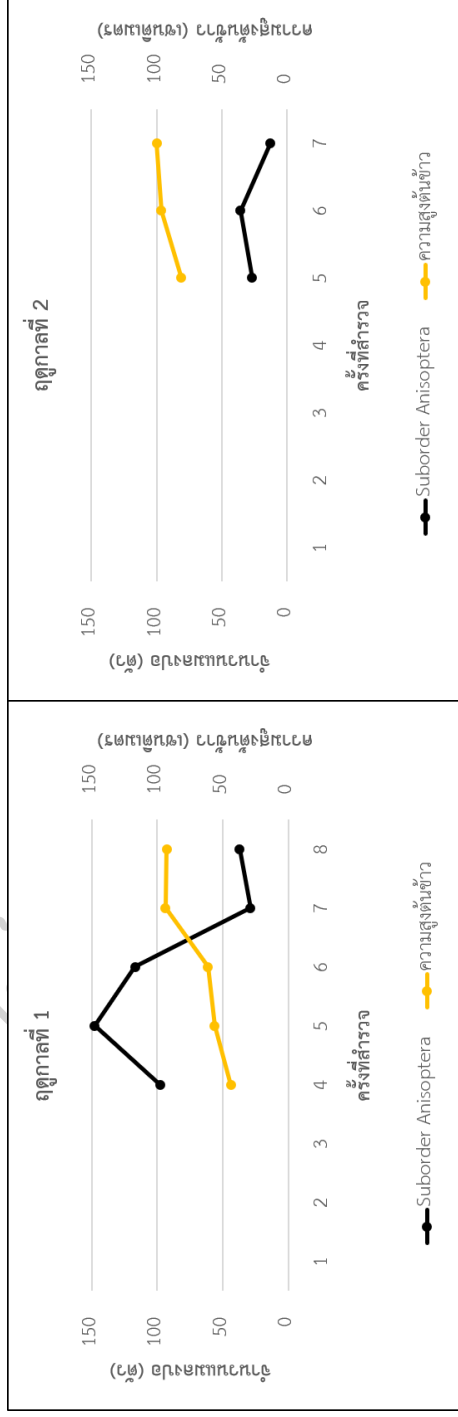 ฤดูกาลที่ 1
จำนวนแมลงปอ (ตัว)
150
100
50
0
ความสูงต้นข้าว (เซนติเมตร)
150
100
50
0
1 2 3 4 5 6 7 8
ครั้งที่สำรวจ
Suborder Anisoptera ความสูงต้นข้าว
ฤดูกาลที่ 2
จำนวนแมลงปอ (ตัว)
150
100
50
0
ความสูงต้นข้าว (เซนติเมตร)
150
100
50
0
1 2 3 4 5 6 7
ครั้งที่สำรวจ
Suborder Anisoptera ความสูงต้นข้าว